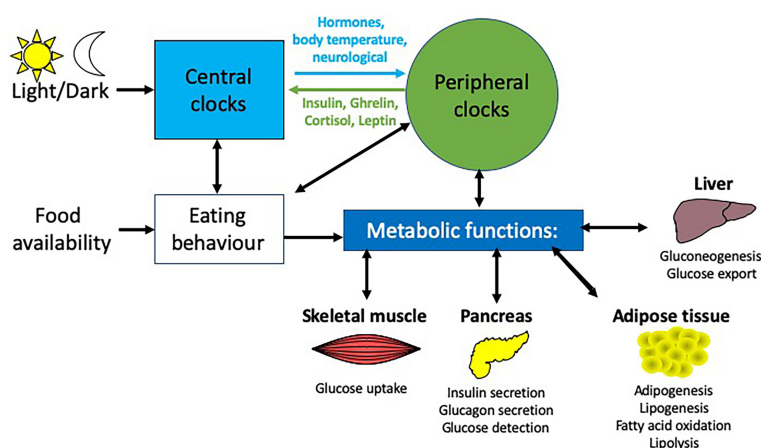 Hormones,
body temperature,
neurological
Light/Dark
Central
clocks
Peripheral
clocks
Insulin, Ghrelin,
Cortisol, Leptin
Food
availability
Eating
behaviour
Metabolic functions:
Liver
Gluconeogenesis
Glucose export
Skeletal muscle
Glucose uptake
Pancreas
Insulin secretion
Glucagon secretion
Glucose detection
Adipose tissue
Adipogenesis
Lipogenesis
Fatty acid oxidation
Lipolysis